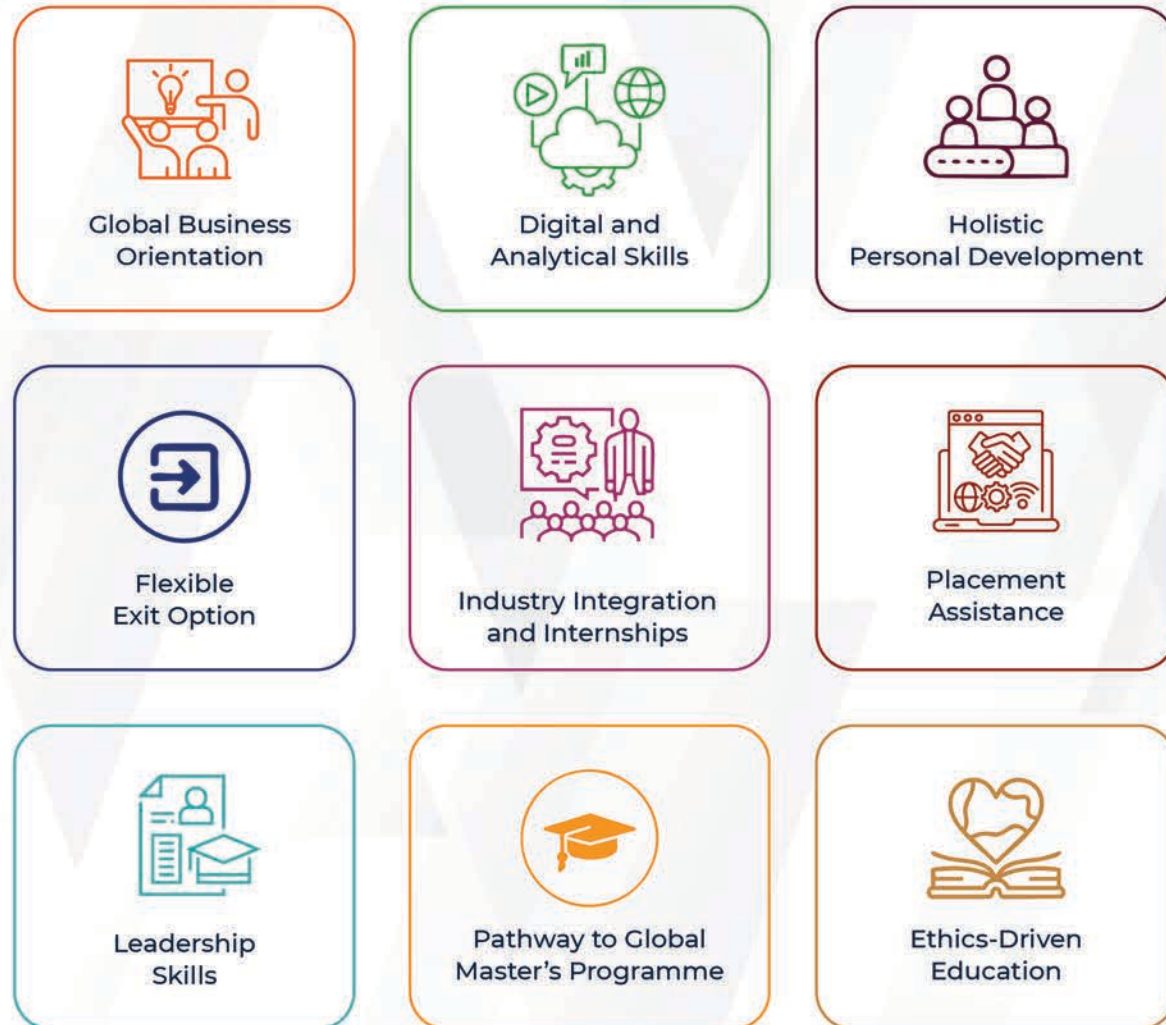 Global Business
Orientation
Digital and
Analytical Skills
Holistic
Personal Development
Flexible
Exit Option
Industry Integration
and Internships
Placement
Assistance
Leadership
Skills
Pathway to Global
Master's Programme
Ethics-Driven
Education